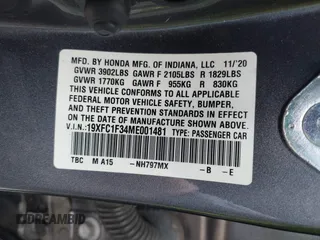 MFD. BY HONDA MFG. OF INDIANA, LLC 11/'20
GVWR 3902LBS GAWR F 2105LBS R 1829LBS
GVWR 1770KG GAWR F 955KG R 830KG
THIS VEHICLE CONFORMS TO ALL APPLICABLE
FEDERAL MOTOR VEHICLE SAFETY, BUMPER,
AND THEFT PREVENTION STANDARDS IN EFFECT
ON THE DATE OF MANUFACTURE SHOWN ABOVE.
V.I.N.:19XFC1F34ME001481 TYPE: PASSENGER CAR
TBC M A15 -NH797MX -B -E
WORLDAUTO.BID